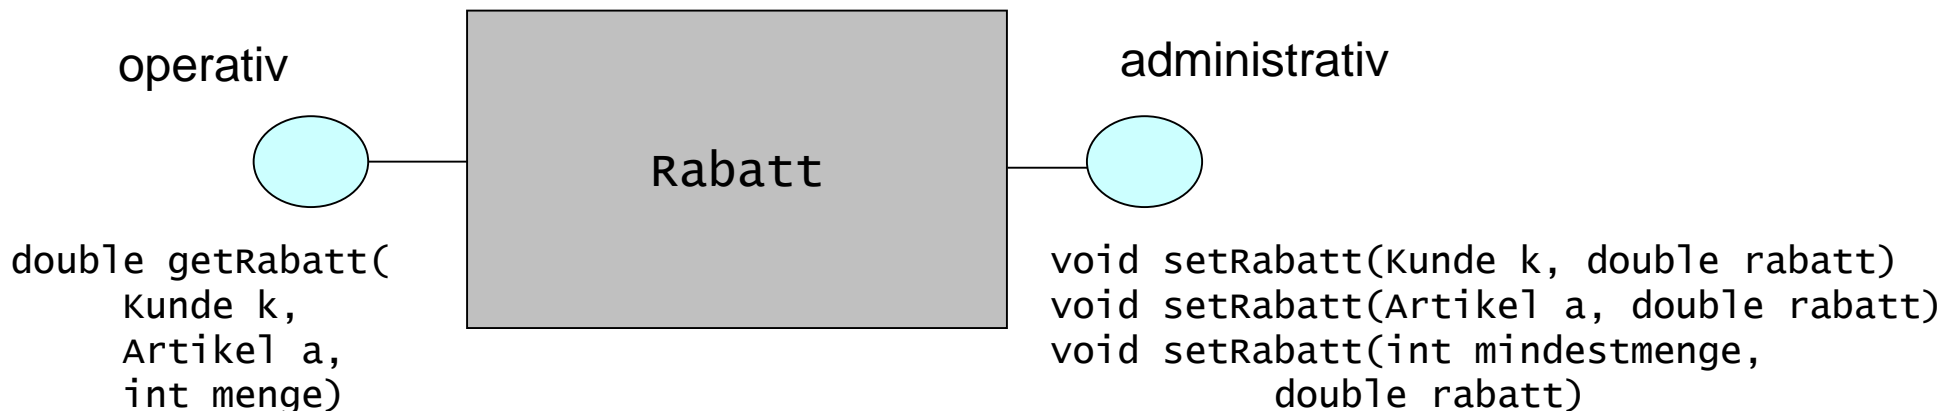 operativ
administrativ
Rabatt
double getRabatt(
Kunde k,
Artikel a,
int menge)
void setRabatt(Kunde k, double rabatt)
void setRabatt(Artikel a, double rabatt)
void setRabatt(int mindestmenge,
double rabatt)